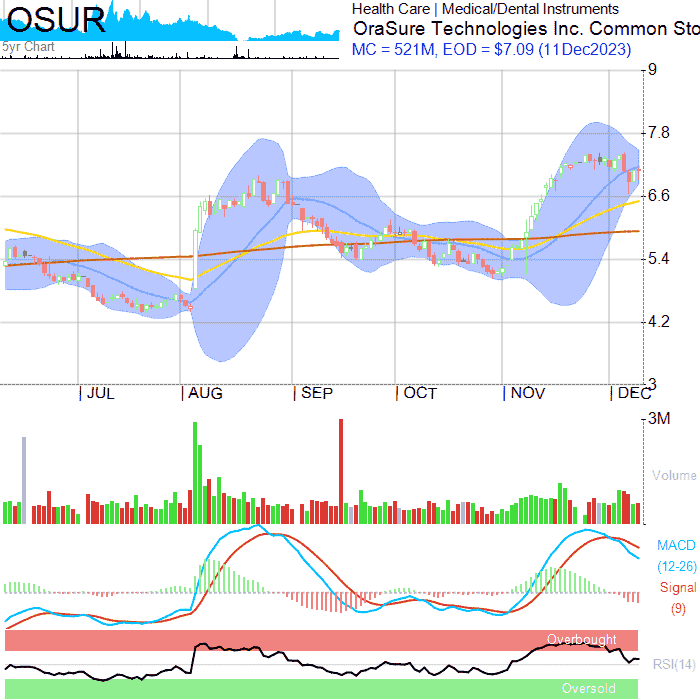 OSUR
5yr Chart
Health Care | Medical/Dental Instruments
OraSure Technologies Inc. Common Sto
MC = 521M, EOD = $7.09 (11Dec2023)
9
7.8
6.6
5.4
4.2
3
JUL AUG SEP OCT NOV DEC
3M
Volume
MACD
(12-26)
Signal
(9)
Overbought
RSI(14)
Oversold